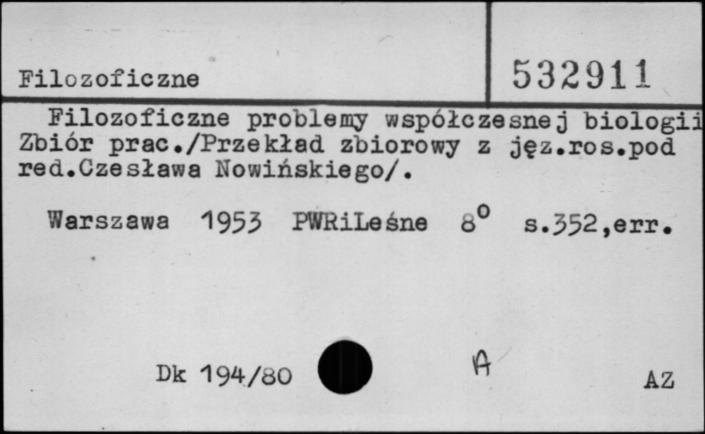 Filozoficzne
532911
Filozoficzne problemy współczesnej biologii
Zbiór prac./Przekład zbiorowy z jęz.ros.pod
red.Czesława Nowińskiego/.
Warszawa 1953 PWRiLeśne 8° s.352,err.
Dk 194/80
A
AZ